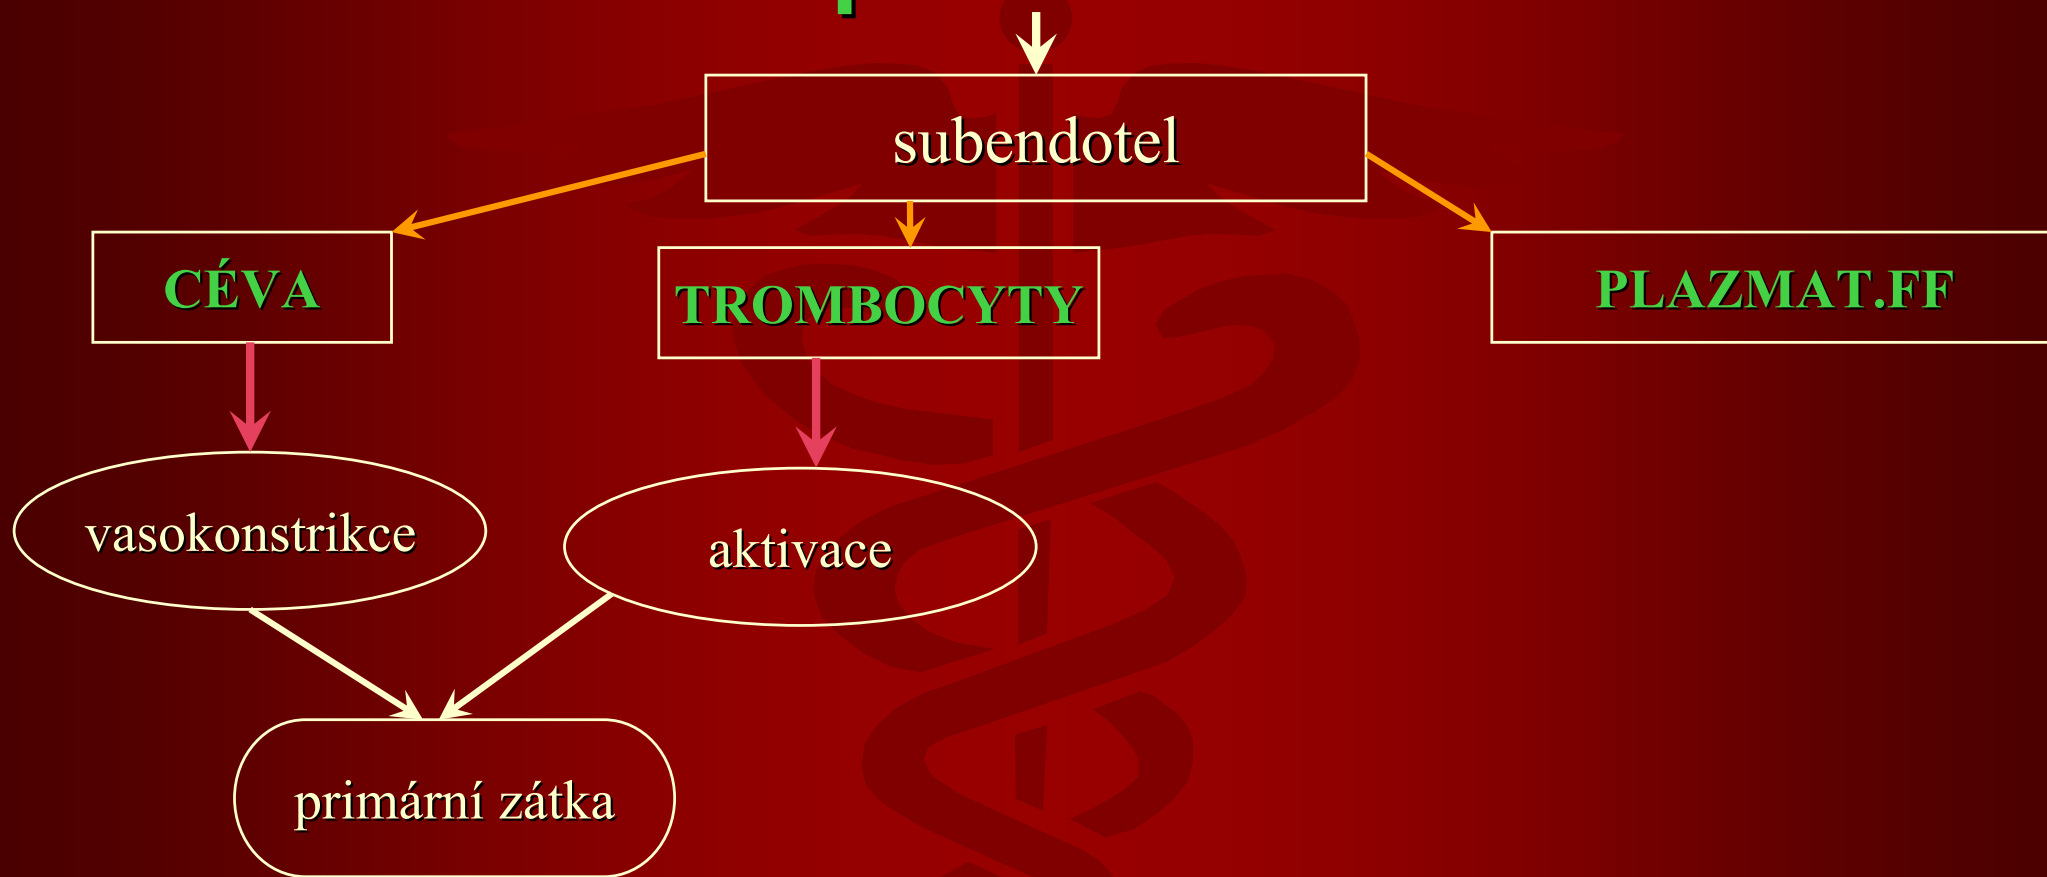 subendotel
CÉVA
TROMBOCYTY
PLAZMAT.FF
vasokonstrikce
aktivace
primární zátka